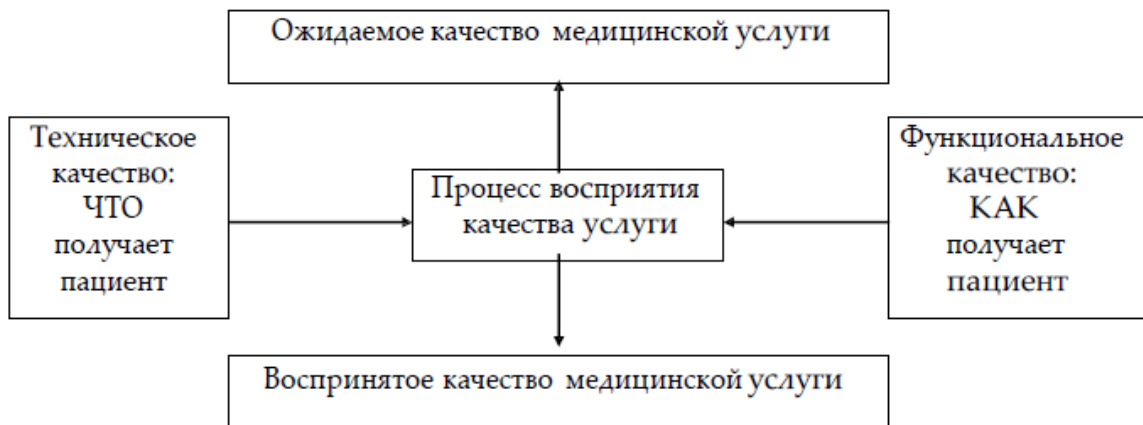 Ожидаемое качество медицинской услуги
Техническое
качество:
ЧТО
получает
пациент
Процесс восприятия
качества услуги
Функциональное
качество:
КАК
получает
пациент
Воспринятое качество медицинской услуги